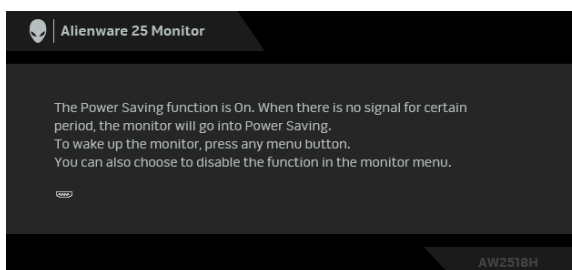 Alienware 25 Monitor
The Power Saving function is On. When there is no signal for certain
period, the monitor will go into Power Saving.
To wake up the monitor, press any menu button.
You can also choose to disable the function in the monitor menu.
AW2518H